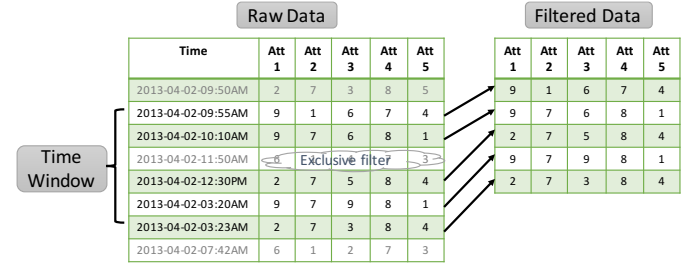 Raw Data
Filtered Data
Time Att 1 Att 2 Att 3 Att 4 Att 5
2013-04-02-09:50AM 2 7 3 8 5
2013-04-02-09:55AM 9 1 6 7 4
2013-04-02-10:10AM 9 7 6 8 1
2013-04-02-11:50AM Exclusive filter 3
2013-04-02-12:30PM 2 7 5 8 4
2013-04-02-03:20AM 9 7 9 8 1
2013-04-02-03:23AM 2 7 3 8 4
2013-04-02-07:42AM 6 1 2 7 3
Time
Window
Att 1 Att 2 Att 3 Att 4 Att 5
9 1 6 7 4
9 7 6 8 1
2 7 5 8 4
9 7 9 8 1
2 7 3 8 4